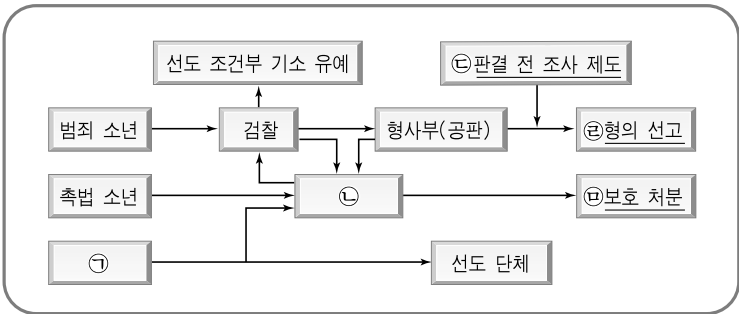 선도 조건부 기소 유예
㉢판결 전 조사 제도
범죄 소년
검찰
형사부(공판)
㉣형의 선고
촉법 소년
㉡
㉤보호 처분
㉠
선도 단체